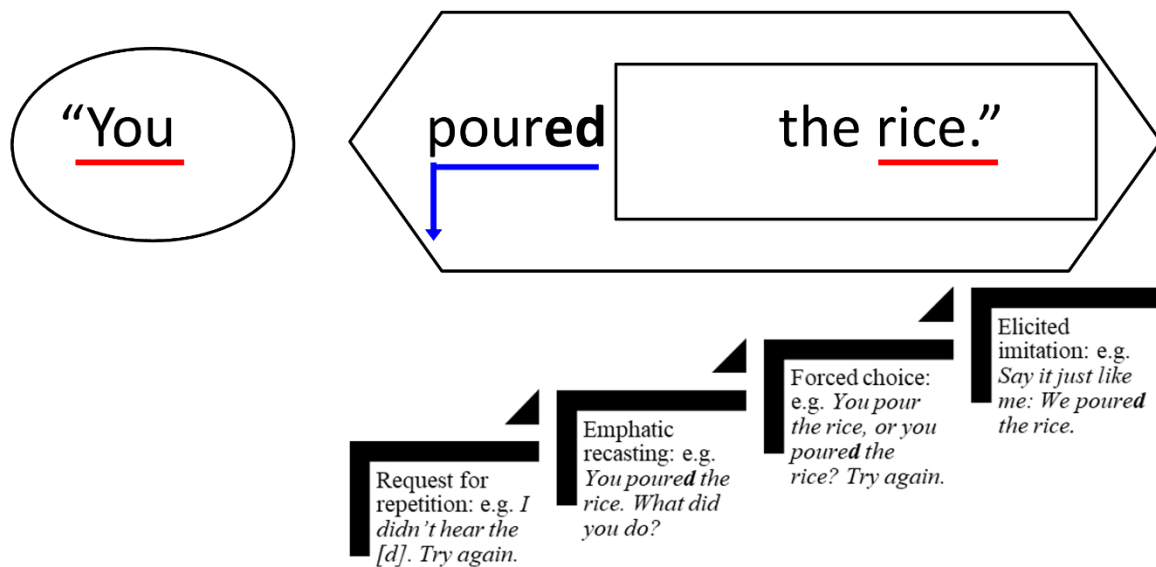 “You poured the rice.”
Request for
repetition: e.g. I
didn’t hear the
[d]. Try again.
Emphatic
recasting: e.g.
You poured the
rice. What did
you do?
Forced choice:
e.g. You pour
the rice, or you
poured the
rice? Try again.
Elicited
imitation: e.g.
Say it just like
me: We poured
the rice.